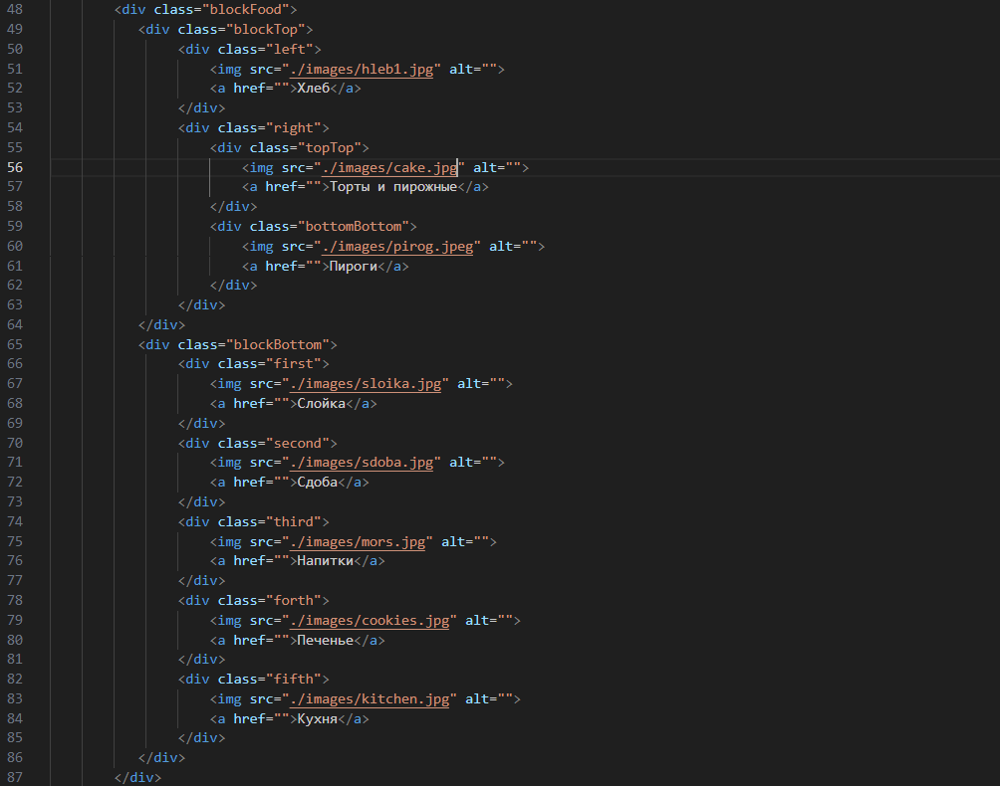 48 <div class="blockFood">
49 <div class="blockTop">
50 <div class="left">
51 <img src="./images/hleb1.jpg" alt="">
52 <a href="">Хлеб</a>
53 </div>
54 <div class="right">
55 <div class="topTop">
56 <img src="./images/cake.jpg" alt="">
57 <a href="">Торты и пирожные</a>
58 </div>
59 <div class="bottomBottom">
60 <img src="./images/pirog.jpeg" alt="">
61 <a href="">Пироги</a>
62 </div>
63 </div>
64 </div>
65 <div class="blockBottom">
66 <div class="first">
67 <img src="./images/sloika.jpg" alt="">
68 <a href="">Слойка</a>
69 </div>
70 <div class="second">
71 <img src="./images/sdoba.jpg" alt="">
72 <a href="">Сдоба</a>
73 </div>
74 <div class="third">
75 <img src="./images/mors.jpg" alt="">
76 <a href="">Напитки</a>
77 </div>
78 <div class="forth">
79 <img src="./images/cookies.jpg" alt="">
80 <a href="">Печенье</a>
81 </div>
82 <div class="fifth">
83 <img src="./images/kitchen.jpg" alt="">
84 <a href="">Кухня</a>
85 </div>
86 </div>
87 </div>